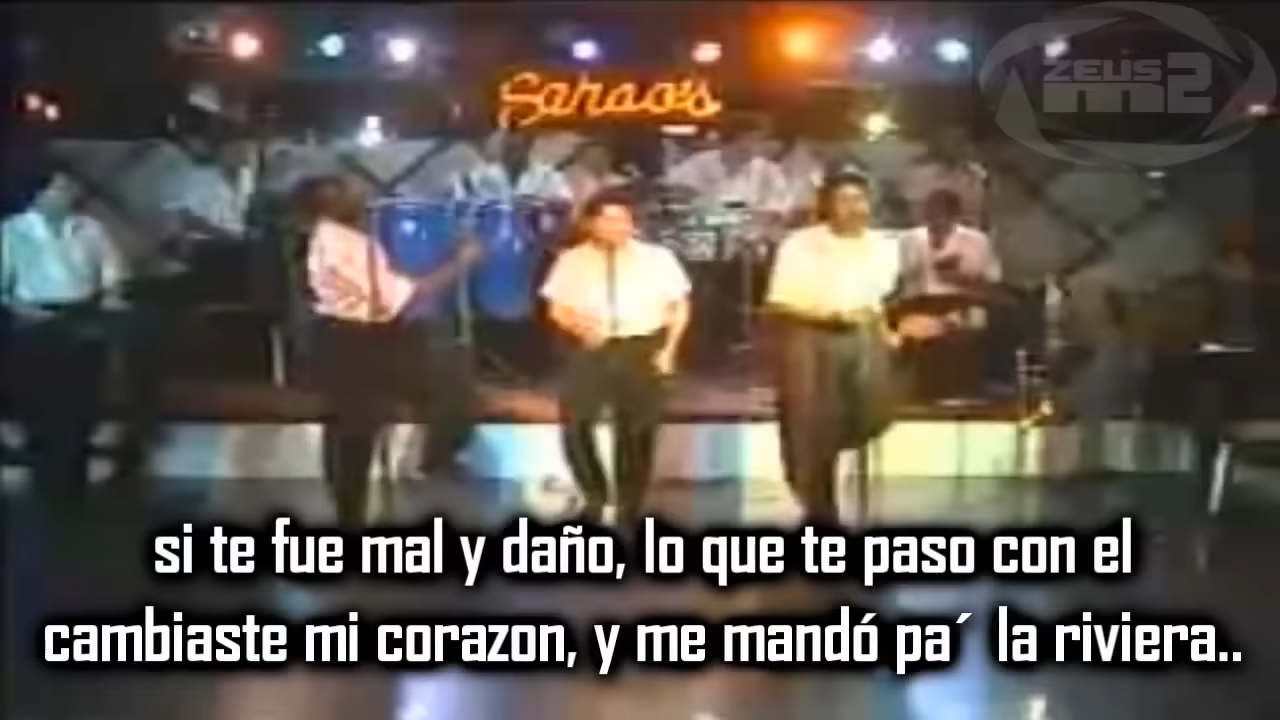 ZEUS
m2
Sarao's
si te fue mal y daño, lo que te paso con el
cambiaste mi corazon, y me mandó pa´ la riviera..